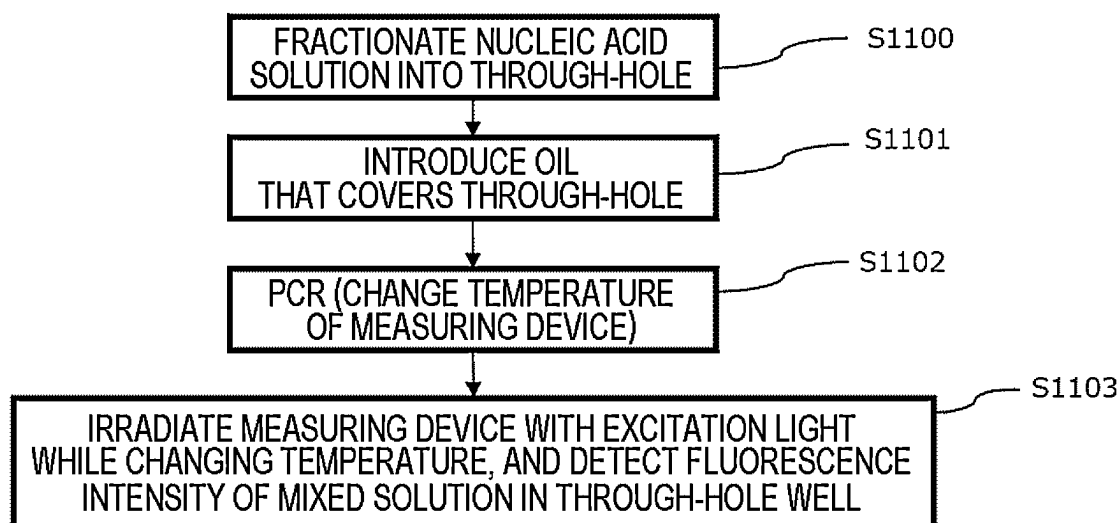 FRACTIONATE NUCLEIC ACID
SOLUTION INTO THROUGH-HOLE
S1100
INTRODUCE OIL
THAT COVERS THROUGH-HOLE
S1101
PCR (CHANGE TEMPERATURE
OF MEASURING DEVICE)
S1102
IRRADIATE MEASURING DEVICE WITH EXCITATION LIGHT
WHILE CHANGING TEMPERATURE, AND DETECT FLUORESCENCE
INTENSITY OF MIXED SOLUTION IN THROUGH-HOLE WELL
S1103